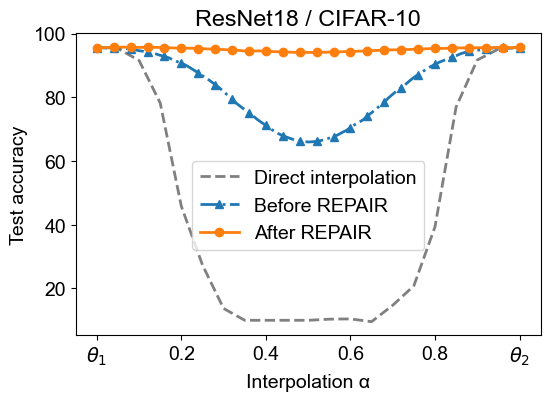 ResNet18 / CIFAR-10
Test accuracy
100
80
60
40
20
Direct interpolation
Before REPAIR
After REPAIR
θ₁ 0.2 0.4 0.6 0.8 θ₂
Interpolation α